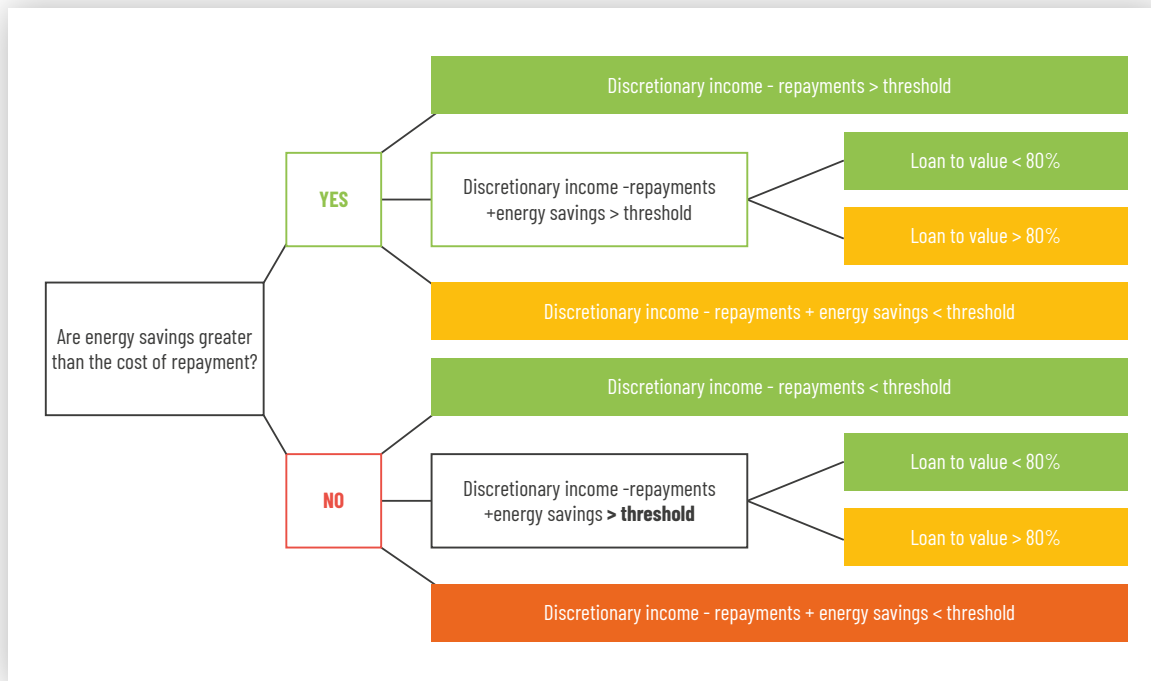 Are energy savings greater
than the cost of repayment?
YES
Discretionary income - repayments > threshold
Discretionary income -repayments
+energy savings > threshold
Loan to value < 80%
Loan to value > 80%
Discretionary income - repayments + energy savings < threshold
NO
Discretionary income - repayments < threshold
Discretionary income -repayments
+energy savings > threshold
Loan to value < 80%
Loan to value > 80%
Discretionary income - repayments + energy savings < threshold